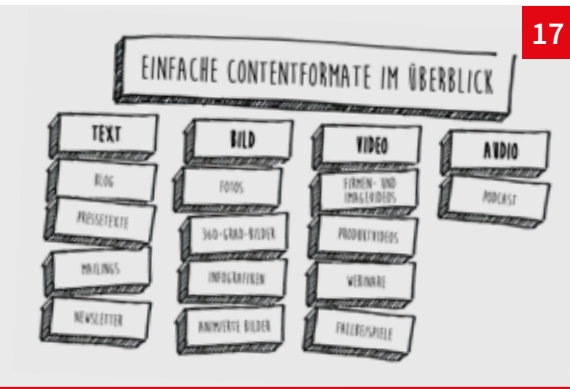 17
EINFACHE CONTENTFORMATE IM ÜBERBLICK
TEXT
BLOG
PRESSETEXTE
MAILINGS
NEWSLETTER
BILD
FOTOS
360-GRAD-BILDER
INFOGRAFIKEN
ANIMIERTE BILDER
VIDEO
FIRMEN- UND
IMAGEVIDEOS
PRODUKTVIDEOS
WEBINARE
FALLBEISPIELE
AUDIO
PODCAST